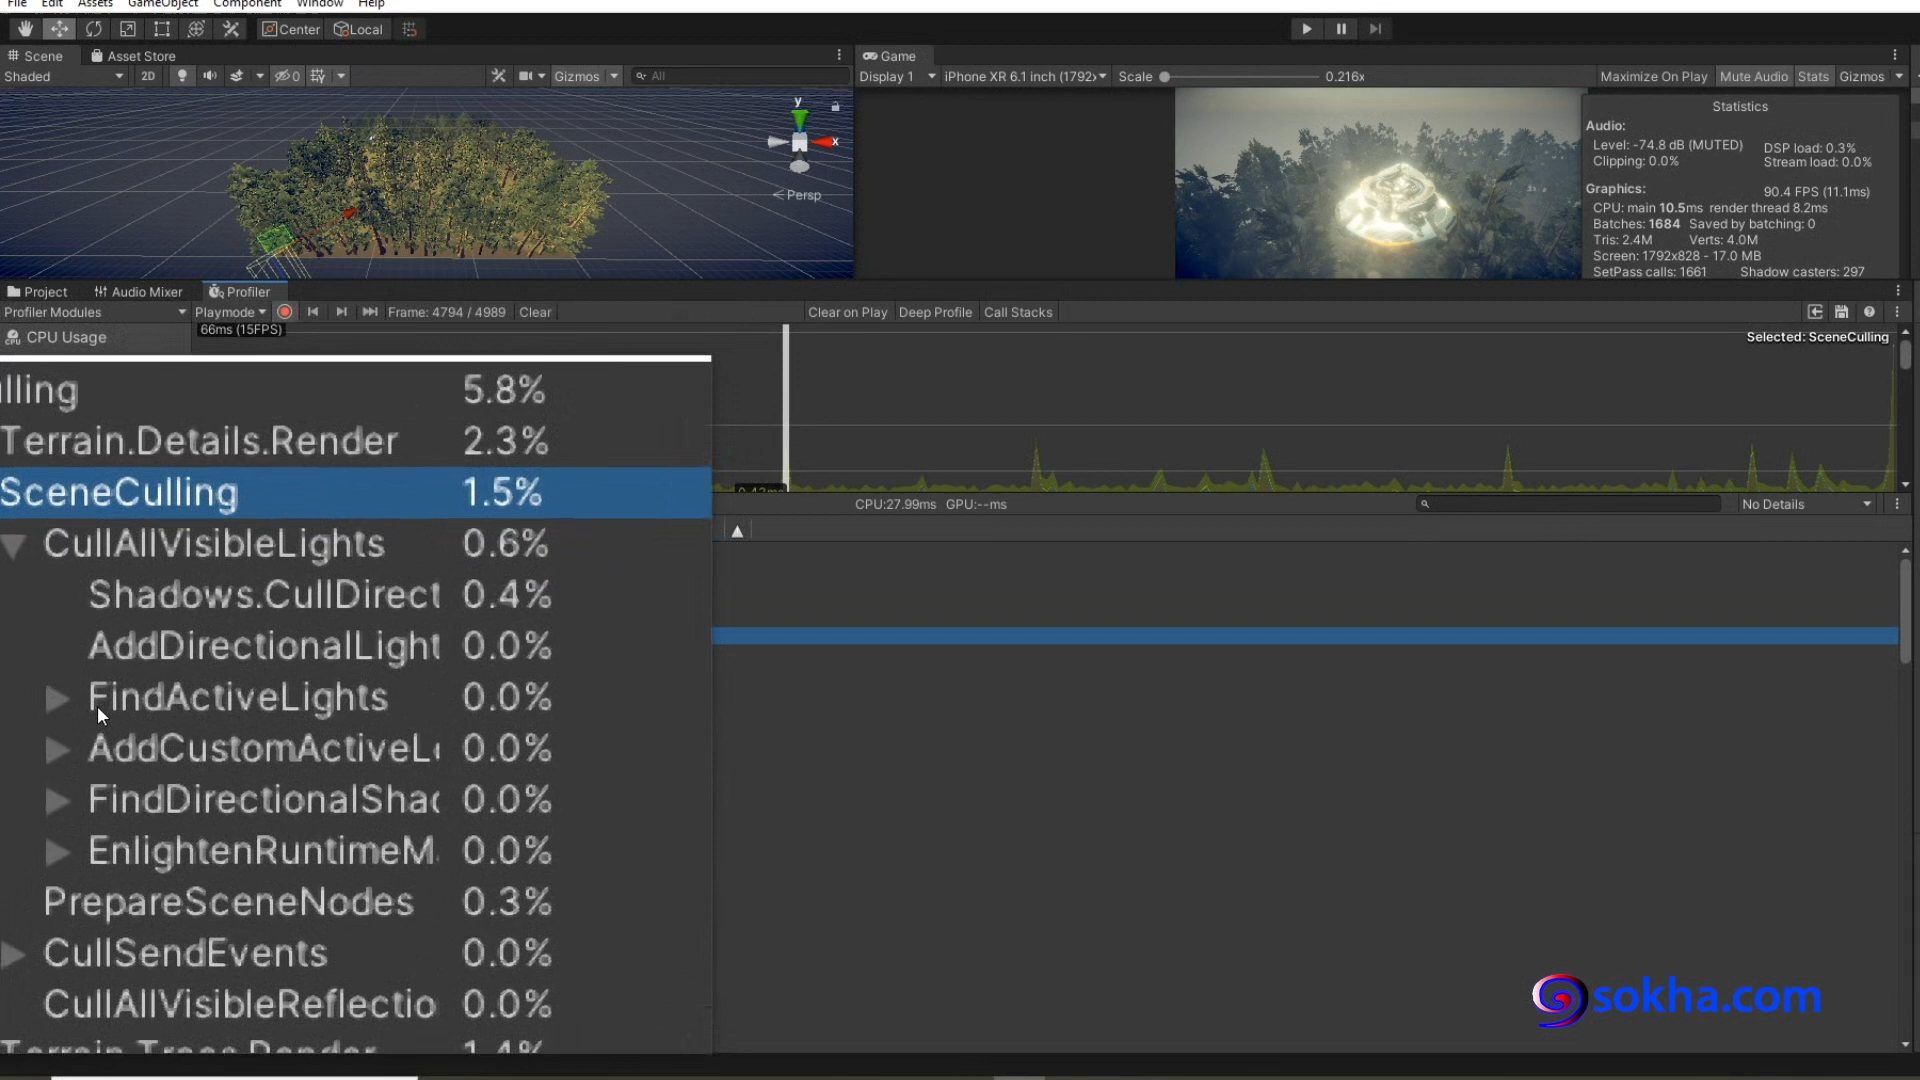 File Edit Assets GameObject Component Window Help
Center Local
Scene Asset Store
Shaded 2D 0 Gizmos All
y
x
Persp
Game
Display 1 iPhone XR 6.1 inch (1792x Scale 0.216x Maximize On Play Mute Audio Stats Gizmos
Statistics
Audio:
Level: -74.8 dB (MUTED) DSP load: 0.3%
Clipping: 0.0% Stream load: 0.0%
Graphics: 90.4 FPS (11.1ms)
CPU: main 10.5ms render thread 8.2ms
Batches: 1684 Saved by batching: 0
Tris: 2.4M Verts: 4.0M
Screen: 1792x828 - 17.0 MB
SetPass calls: 1661 Shadow casters: 297
Project Audio Mixer Profiler
Profiler Modules Playmode Frame: 4794 / 4989 Clear Clear on Play Deep Profile Call Stacks
CPU Usage 66ms (15FPS) Selected: SceneCulling
CPU:27.99ms GPU:--ms No Details
lling 5.8%
Terrain.Details.Render 2.3%
SceneCulling 1.5%
CullAllVisibleLights 0.6%
Shadows.CullDirect 0.4%
AddDirectionalLight 0.0%
FindActiveLights 0.0%
AddCustomActiveL 0.0%
FindDirectionalShad 0.0%
EnlightenRuntimeM 0.0%
PrepareSceneNodes 0.3%
CullSendEvents 0.0%
CullAllVisibleReflectio 0.0%
Terrain.Trees.Render 1.4%
sokha.com